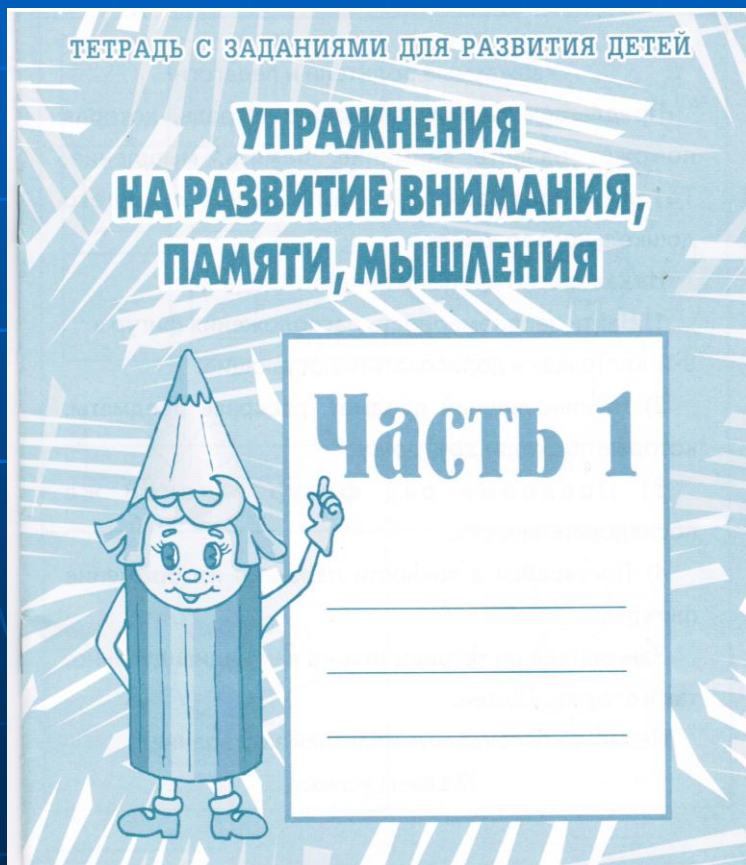 ТЕТРАДЬ С ЗАДАНИЯМИ ДЛЯ РАЗВИТИЯ ДЕТЕЙ
УПРАЖНЕНИЯ
НА РАЗВИТИЕ ВНИМАНИЯ,
ПАМЯТИ, МЫШЛЕНИЯ
Часть 1